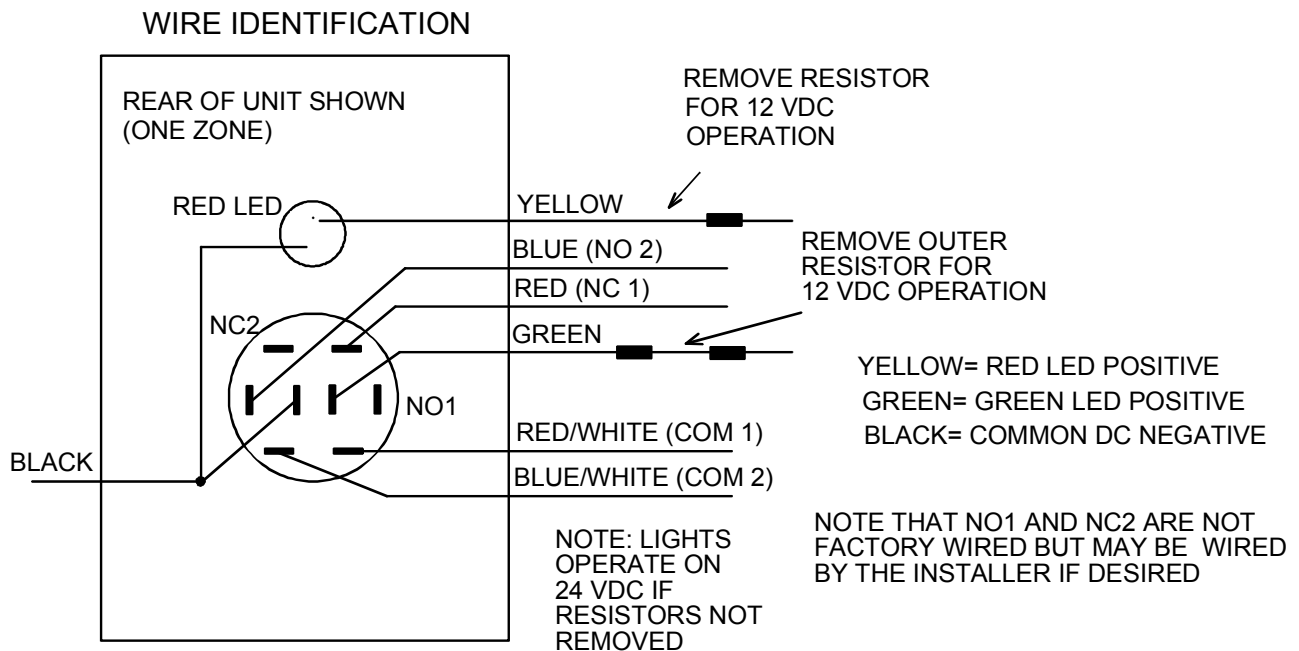 WIRE IDENTIFICATION
REAR OF UNIT SHOWN
(ONE ZONE)
REMOVE RESISTOR
FOR 12 VDC
OPERATION
RED LED
YELLOW
BLUE (NO 2)
RED (NC 1)
REMOVE OUTER
RESISTOR FOR
12 VDC OPERATION
NC2
GREEN
NO1
YELLOW= RED LED POSITIVE
GREEN= GREEN LED POSITIVE
BLACK= COMMON DC NEGATIVE
RED/WHITE (COM 1)
BLACK
BLUE/WHITE (COM 2)
NOTE: LIGHTS
OPERATE ON
24 VDC IF
RESISTORS NOT
REMOVED
NOTE THAT NO1 AND NC2 ARE NOT
FACTORY WIRED BUT MAY BE WIRED
BY THE INSTALLER IF DESIRED